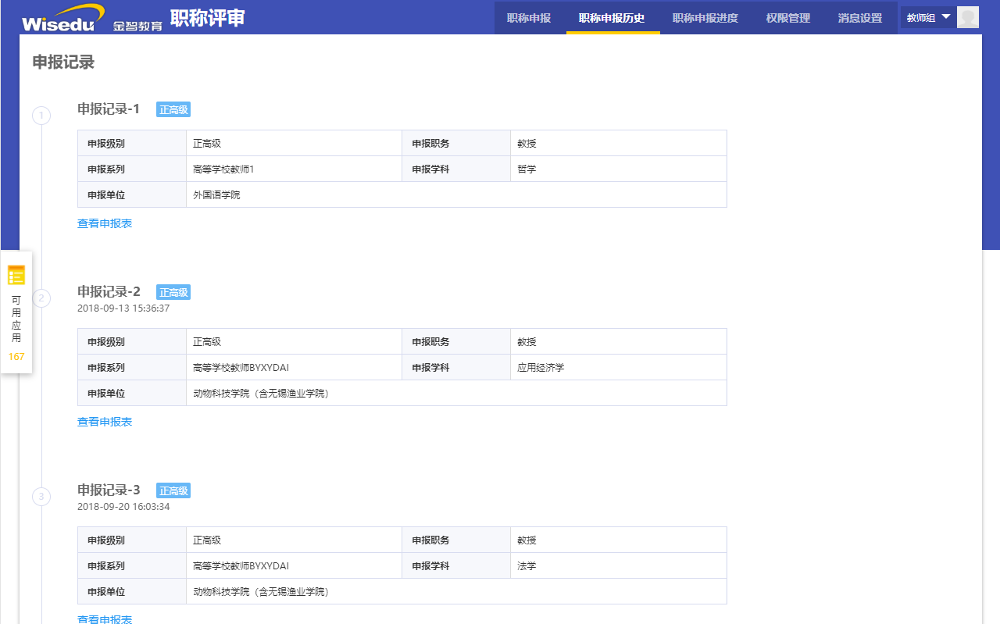 Wisedu 金智教育 职称评审 职称申报 职称申报历史 职称申报进度 权限管理 消息设置 教师组
申报记录
1 申报记录-1 正高级
申报级别 正高级 申报职务 教授
申报系列 高等学校教师1 申报学科 哲学
申报单位 外国语学院
查看申报表
可用应用
167
2 申报记录-2 正高级
2018-09-13 15:36:37
申报级别 正高级 申报职务 教授
申报系列 高等学校教师BYXYDAI 申报学科 应用经济学
申报单位 动物科技学院（含无锡渔业学院）
查看申报表
3 申报记录-3 正高级
2018-09-20 16:03:34
申报级别 正高级 申报职务 教授
申报系列 高等学校教师BYXYDAI 申报学科 法学
申报单位 动物科技学院（含无锡渔业学院）
查看申报表